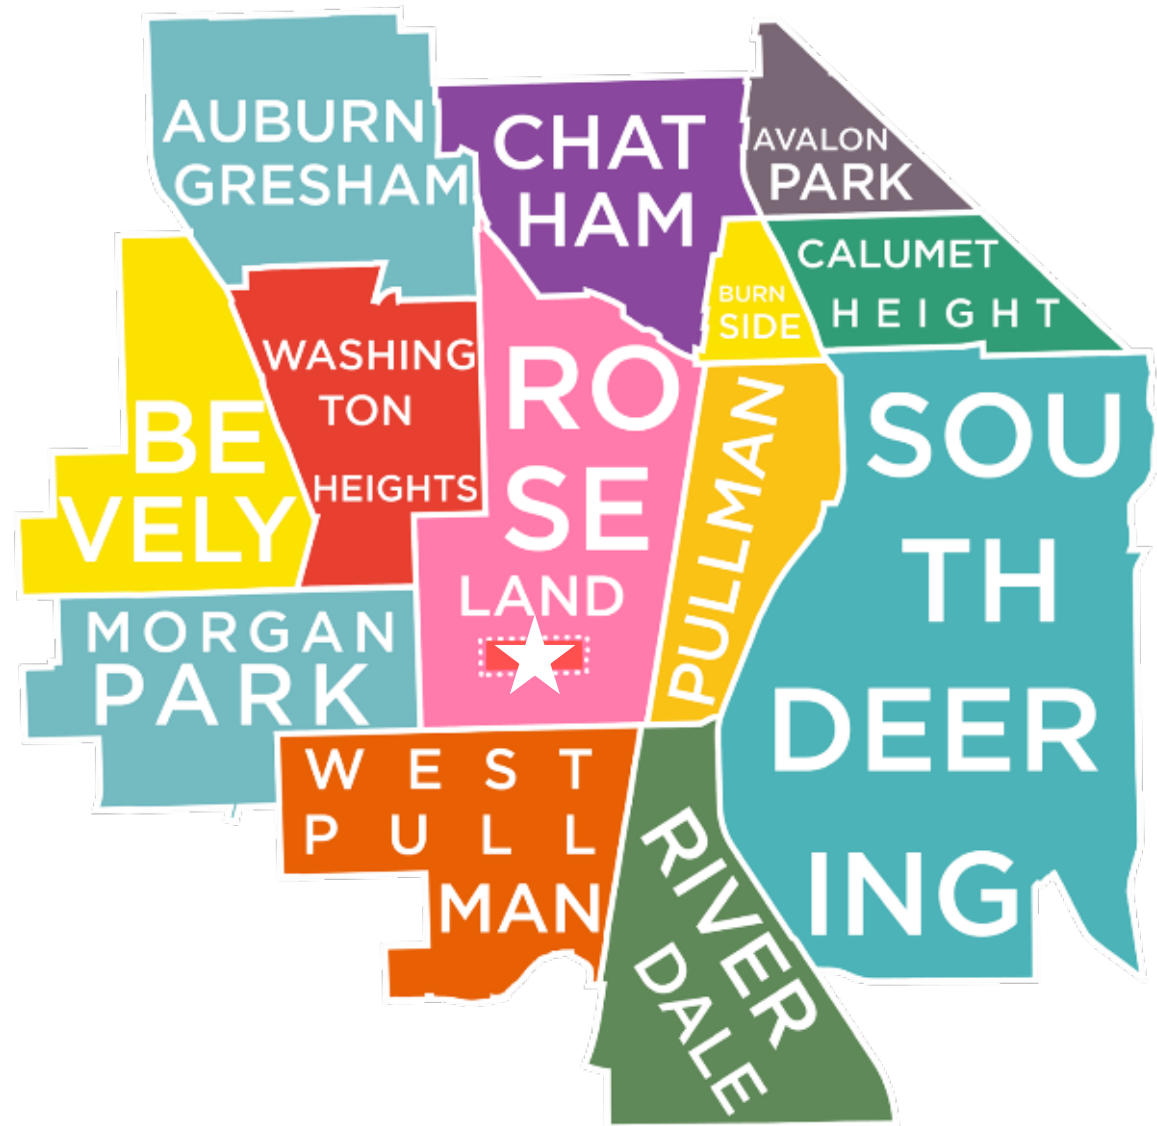 AUBURN
GRESHAM
CHAT
HAM
AVALON
PARK
CALUMET
HEIGHT
BURN
SIDE
WASHING
TON
HEIGHTS
BE
VELY
RO
SE
LAND
PULLMAN
SOU
TH
DEER
ING
MORGAN
PARK
WEST
PULL
MAN
RIVER
DALE